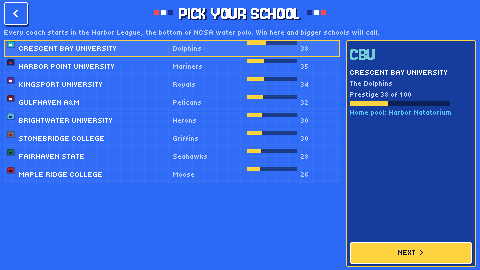 PICK YOUR SCHOOL
Every coach starts in the Harbor League, the bottom of NCSA water polo. Win here and bigger schools will call.
CRESCENT BAY UNIVERSITY Dolphins 38
HARBOR POINT UNIVERSITY Mariners 35
KINGSPORT UNIVERSITY Royals 34
GULFHAVEN A&M Pelicans 32
BRIGHTWATER UNIVERSITY Herons 30
STONEBRIDGE COLLEGE Griffins 30
FAIRHAVEN STATE Seahawks 28
MAPLE RIDGE COLLEGE Moose 26
CBU
CRESCENT BAY UNIVERSITY
The Dolphins
Prestige 38 of 100
Home pool: Harbor Natatorium
NEXT >